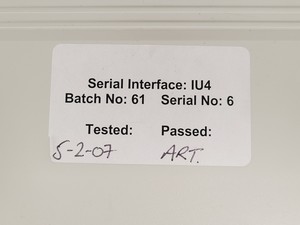 Serial Interface: IU4
Batch No: 61 Serial No: 6
Tested: Passed:
5-2-07 ART.